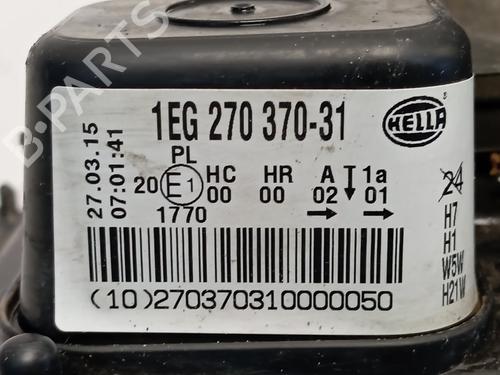 1EG 270 370-31
HELLA
27.03.15
07:01:41
PL
20 E1 HC HR A 1a
00 00 02 01
1770
24
H7
H1
W5W
H21W
(10)270370310000050
B-PARTS